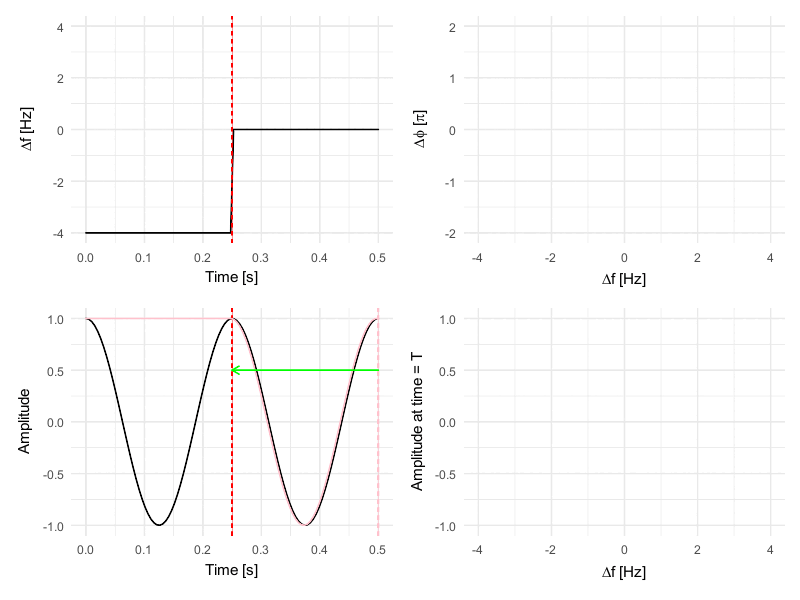 4
2
0
-2
-4
Δf [Hz]
0.0 0.1 0.2 0.3 0.4 0.5
Time [s]
2
1
0
-1
-2
Δϕ [π]
-4 -2 0 2 4
Δf [Hz]
1.0
0.5
0.0
-0.5
-1.0
Amplitude
0.0 0.1 0.2 0.3 0.4 0.5
Time [s]
1.0
0.5
0.0
-0.5
-1.0
Amplitude at time = T
-4 -2 0 2 4
Δf [Hz]